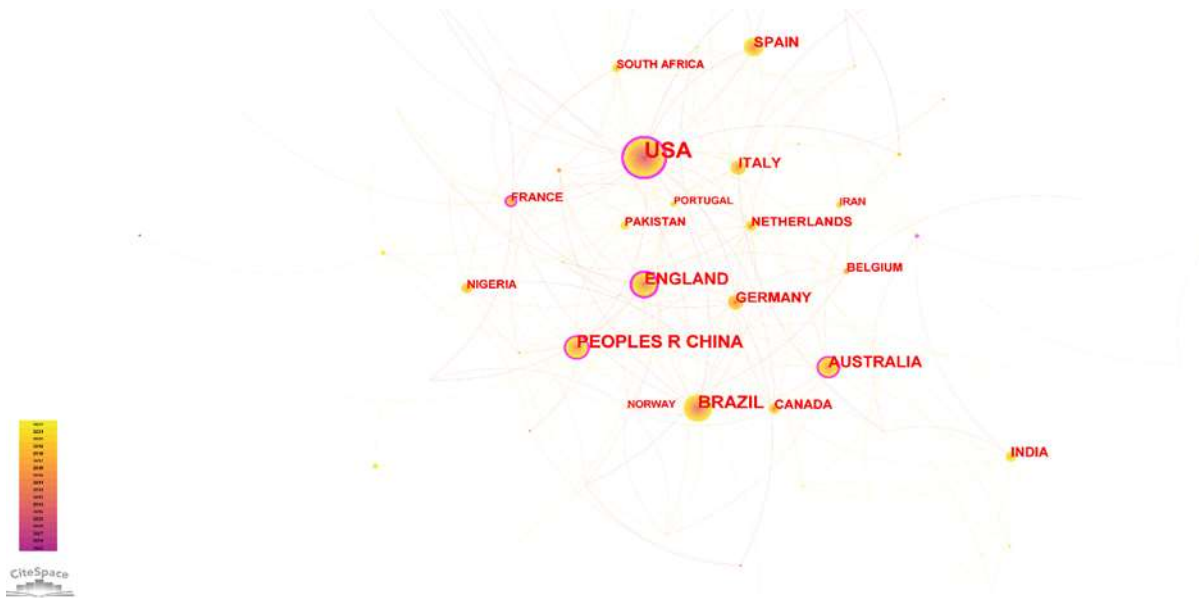 SPAIN
SOUTH AFRICA
USA
ITALY
FRANCE
PORTUGAL
IRAN
PAKISTAN
NETHERLANDS
BELGIUM
ENGLAND
NIGERIA
GERMANY
PEOPLES R CHINA
AUSTRALIA
BRAZIL
NORWAY
CANADA
INDIA
CiteSpace